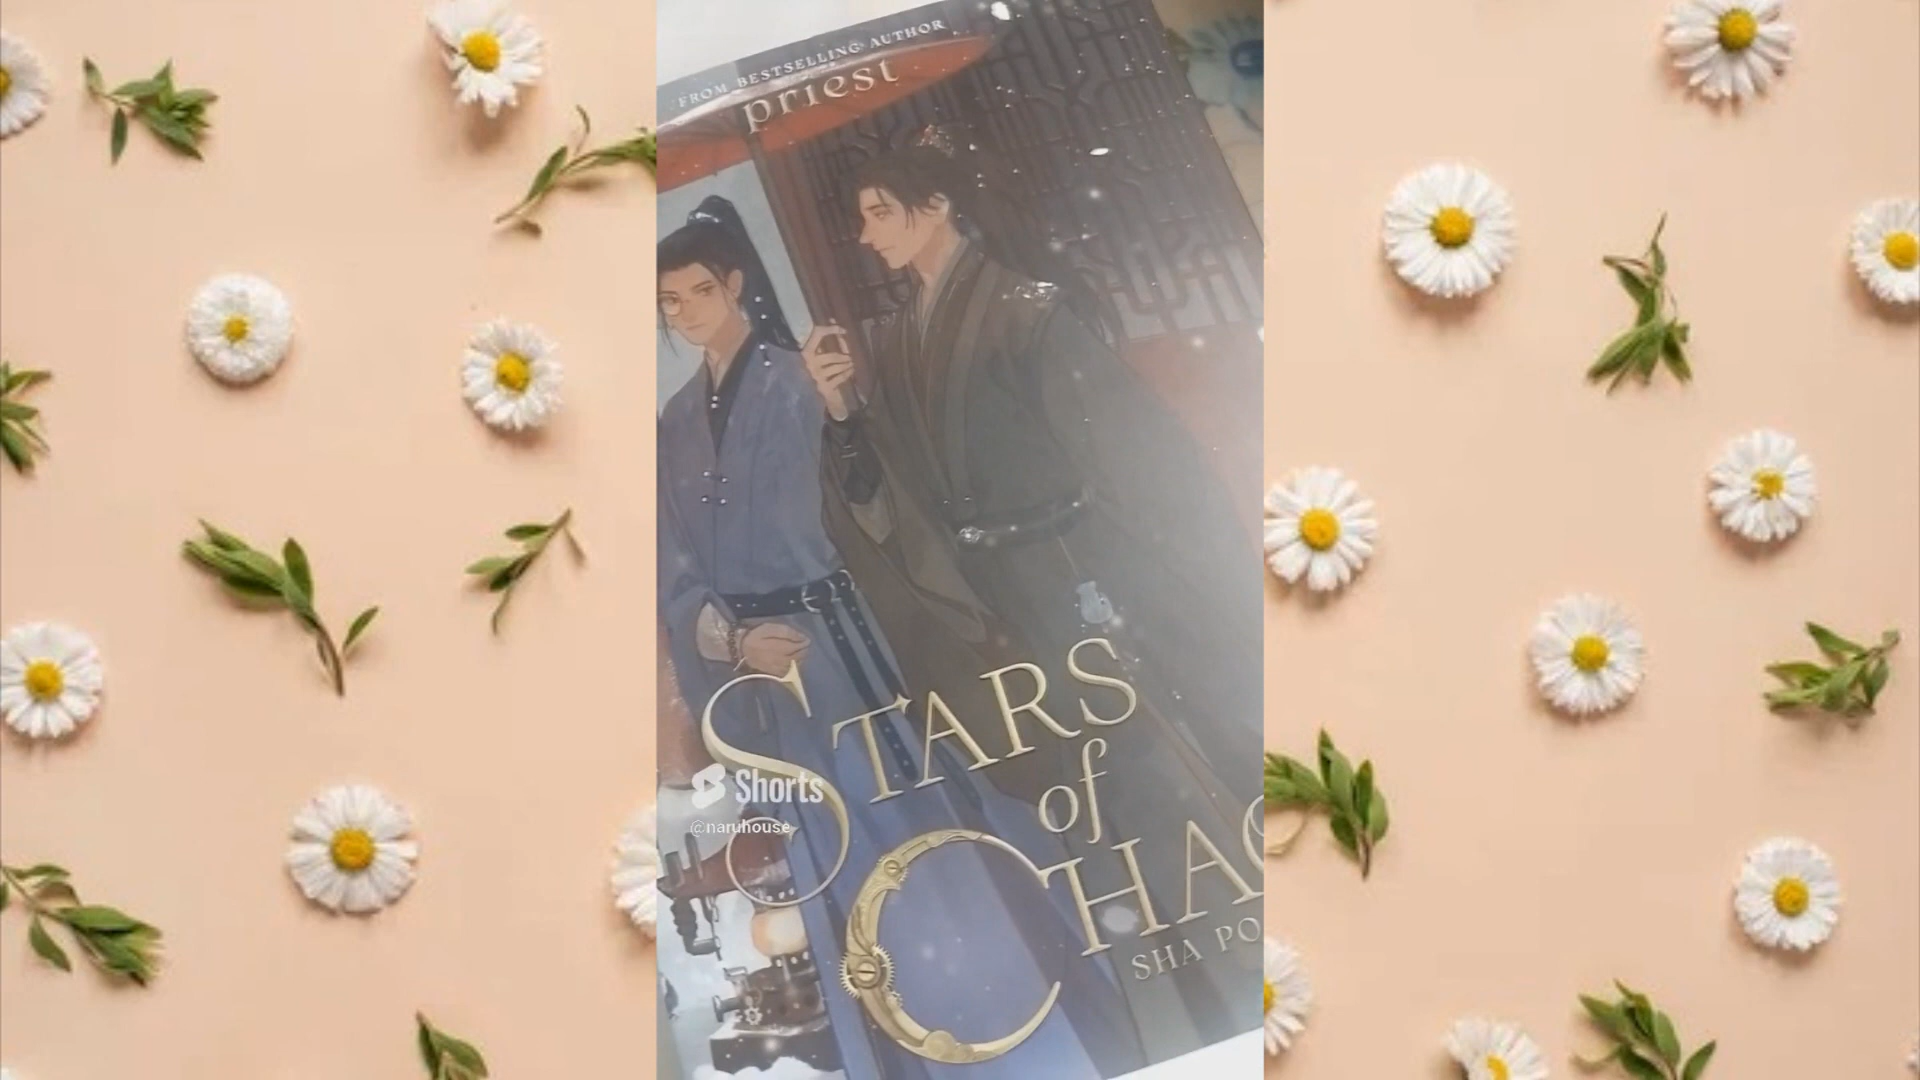 FROM BESTSELLING AUTHOR
priest
STARS
of
Shorts
@naruhouse
CHAO
SHA PO